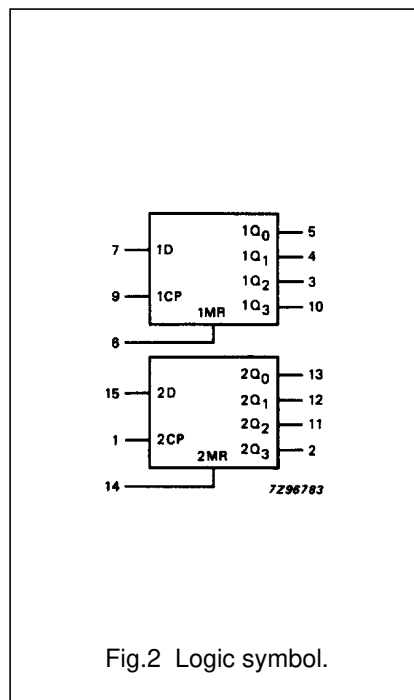 7 1D 1Q0 5
1Q1 4
1Q2 3
9 1CP 1Q3 10
1MR
6
15 2D 2Q0 13
2Q1 12
2Q2 11
1 2CP 2Q3 2
2MR
14
7Z96783
Fig.2 Logic symbol.